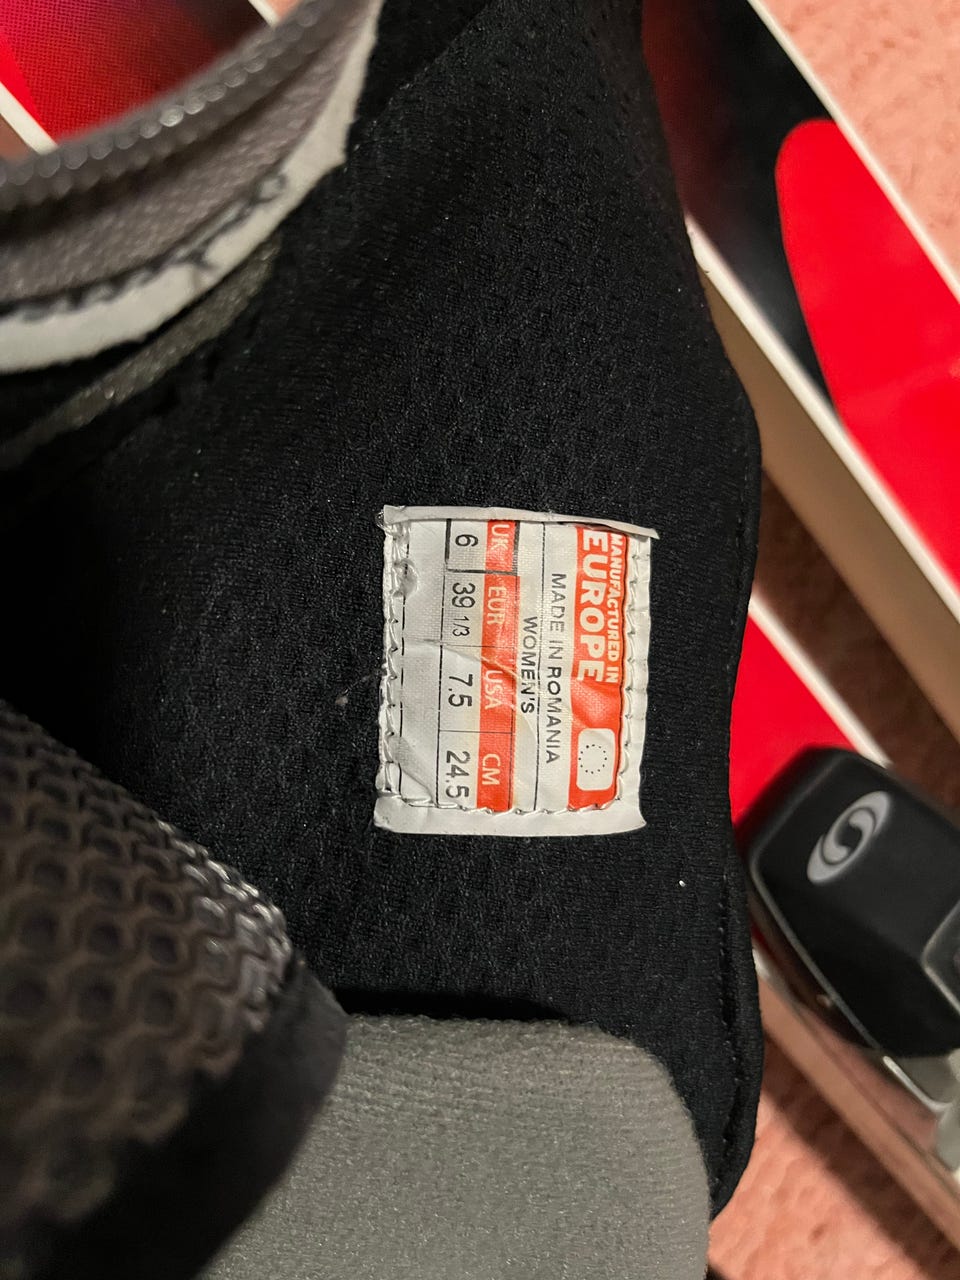 MANUFACTURED IN
EUROPE
MADE IN ROMANIA
WOMEN'S
UK EUR USA CM
6 39 1/3 7.5 24.5